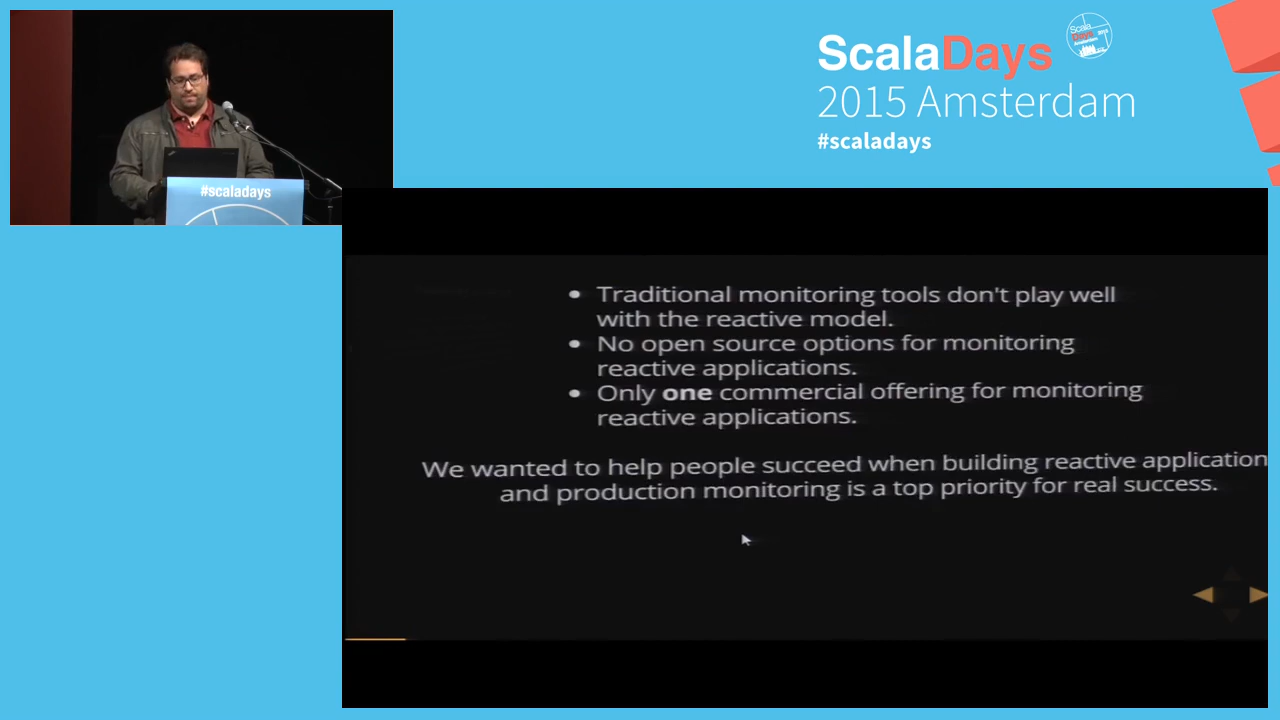 ScalaDays
2015 Amsterdam
#scaladays
#scaladays
Traditional monitoring tools don't play well
with the reactive model.
No open source options for monitoring
reactive applications.
Only one commercial offering for monitoring
reactive applications.
We wanted to help people succeed when building reactive application
and production monitoring is a top priority for real success.